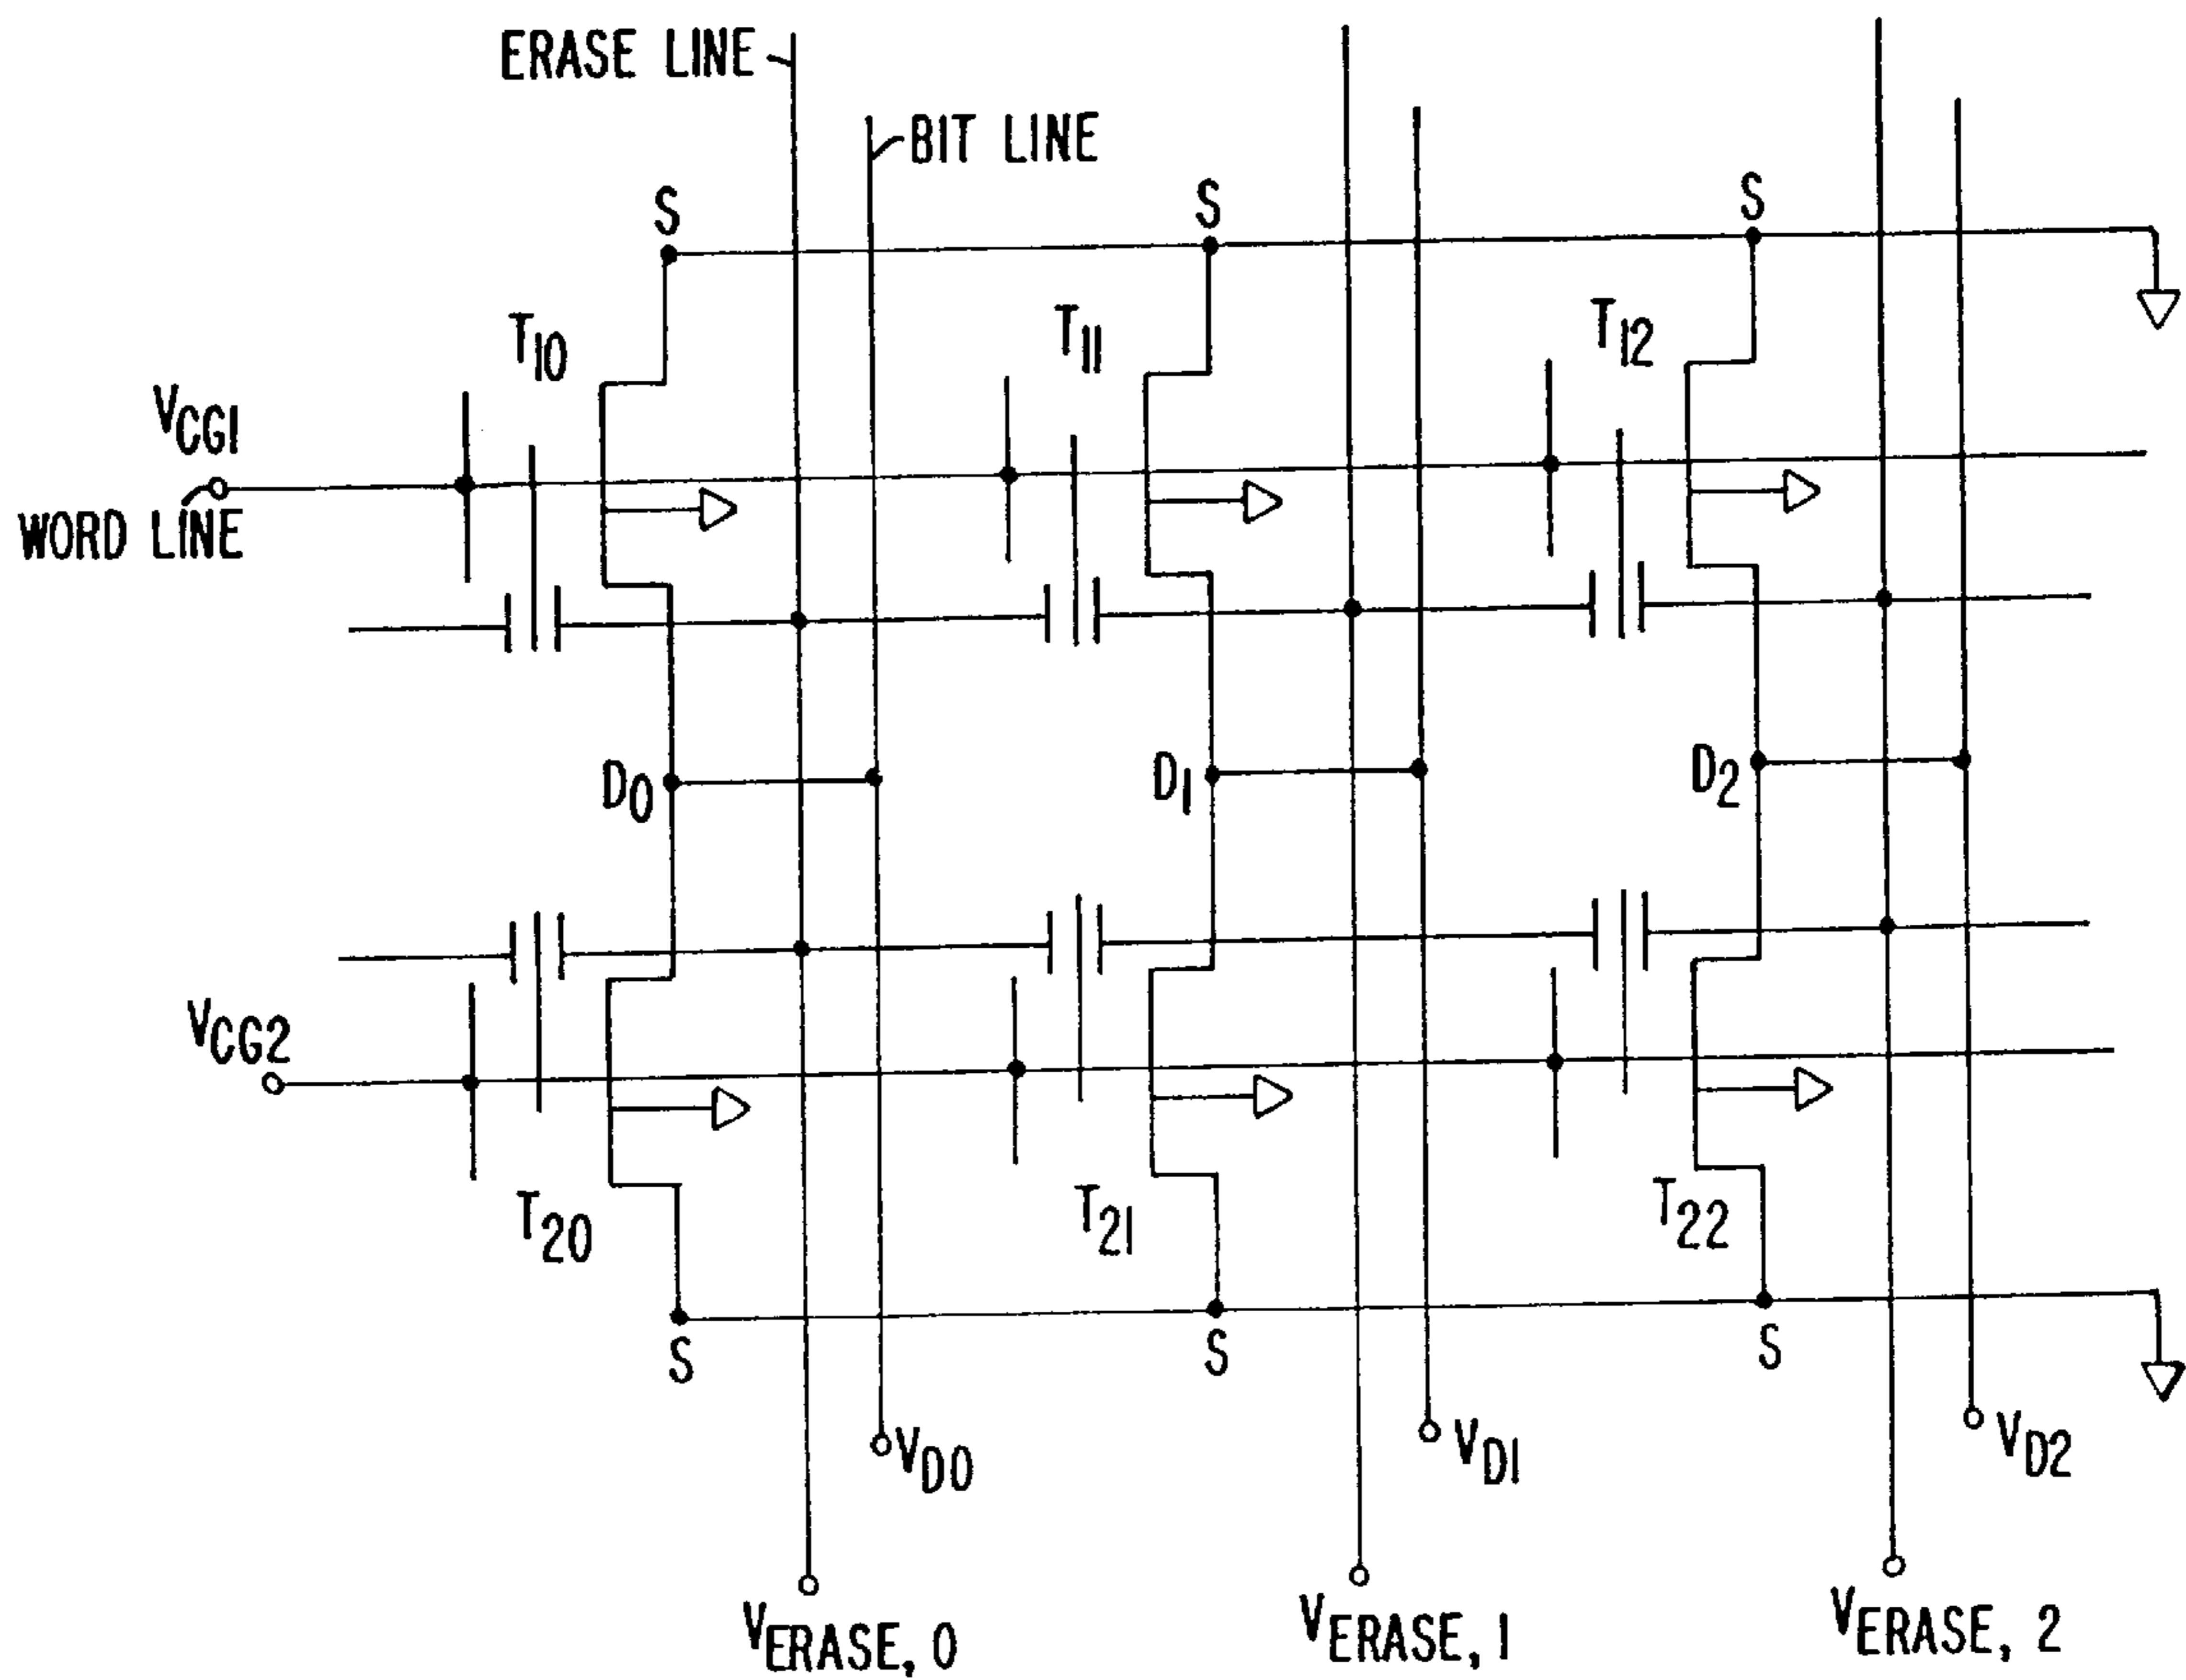 ERASE LINE
BIT LINE
S
S
S
T10
T11
T12
VCG1
WORD LINE
D0
D1
D2
VCG2
T20
T21
T22
S
S
S
VD0
VD1
VD2
VERASE, 0
VERASE, 1
VERASE, 2